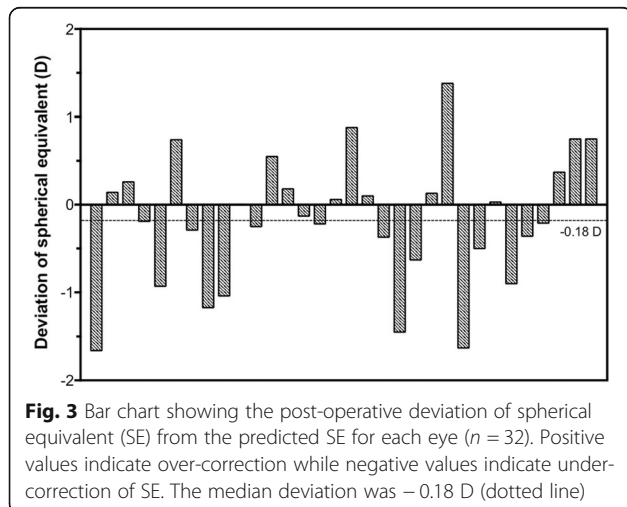 2
1
0
-1
-2
Deviation of spherical equivalent (D)
-0.18 D
Fig. 3 Bar chart showing the post-operative deviation of spherical
equivalent (SE) from the predicted SE for each eye (n = 32). Positive
values indicate over-correction while negative values indicate under-
correction of SE. The median deviation was − 0.18 D (dotted line)